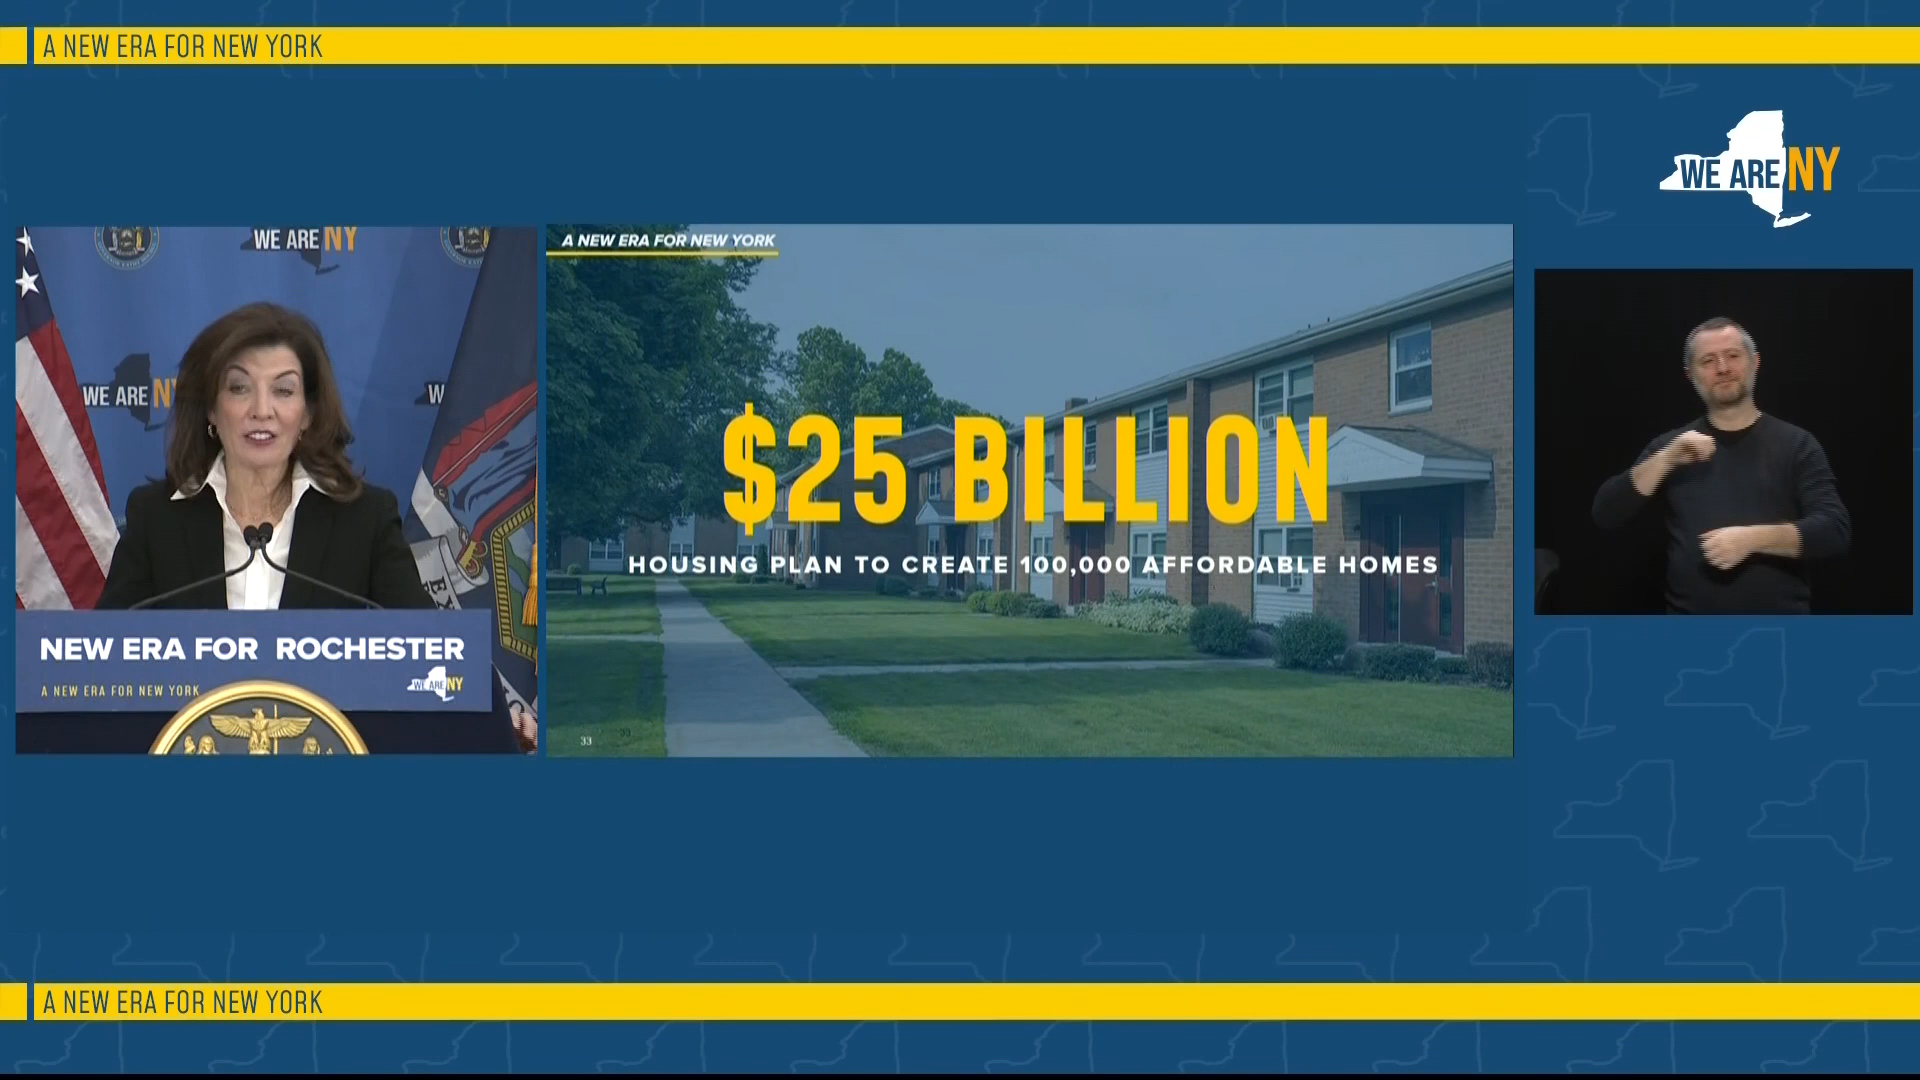 A NEW ERA FOR NEW YORK
WE ARE NY
WE ARE NY
WE ARE NY
W
NEW ERA FOR ROCHESTER
A NEW ERA FOR NEW YORK
WE ARE NY
A NEW ERA FOR NEW YORK
$25 BILLION
HOUSING PLAN TO CREATE 100,000 AFFORDABLE HOMES
33
33
A NEW ERA FOR NEW YORK